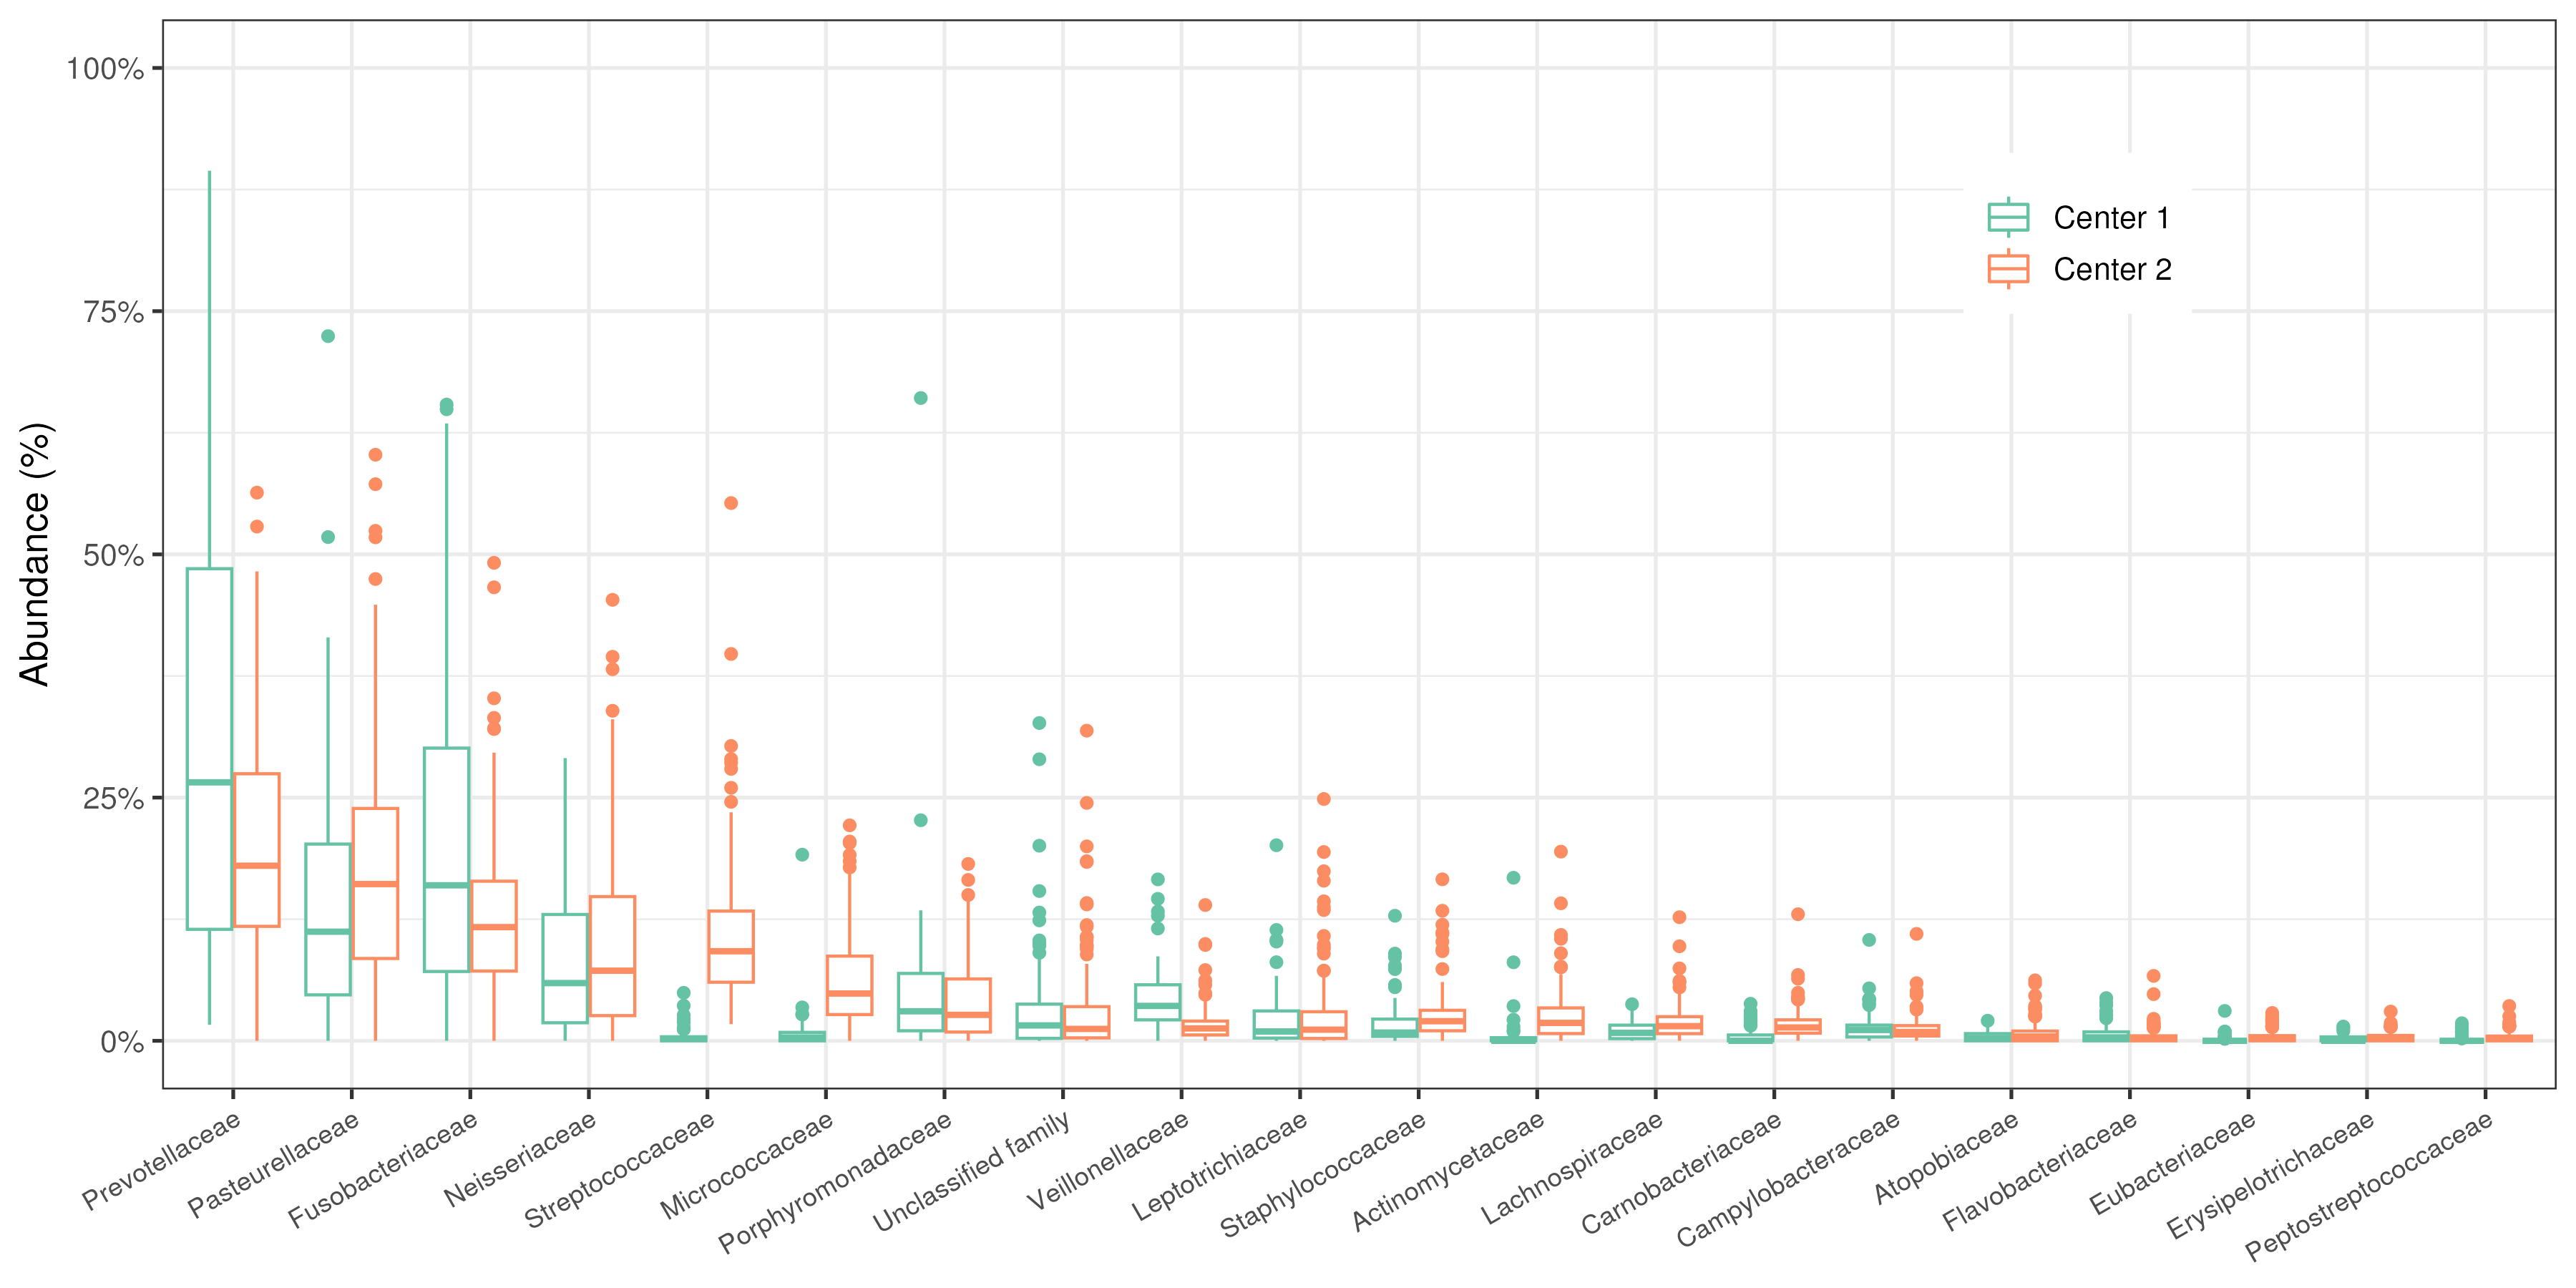 Abundance (%)
100%
75%
50%
25%
0%
Center 1
Center 2
Prevotellaceae
Pasturellaceae
Fusobacteriaceae
Neisseriaceae
Streptococcaceae
Micrococcaceae
Porphyromonadaceae
Unclassified family
Veillonellaceae
Leptotrichiaceae
Staphylococcaceae
Actinomycetaceae
Lachnospiraceae
Carnobacteriaceae
Campylobacteraceae
Atopobiaceae
Flavobacteriaceae
Eubacteriaceae
Erysipelotrichaceae
Peptostreptococcaceae